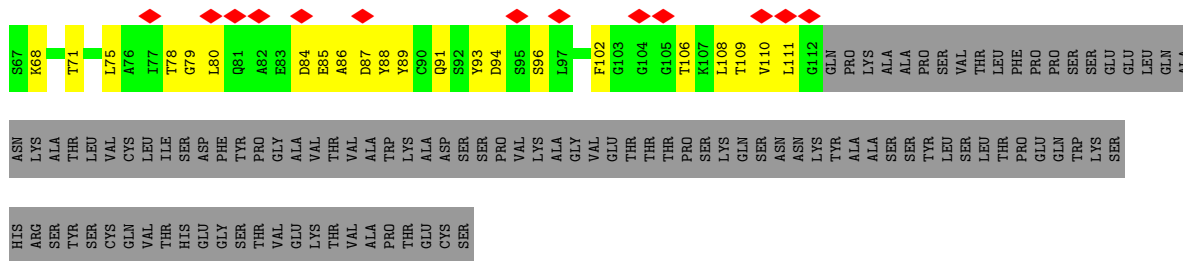 S67 K68 T71 L75 A76 I77 T78 G79 L80 Q81 A82 E83 D84 E85 A86 D87 Y88 Y89 C90 Q91 S92 Y93 D94 S95 S96 L97 F102 G103 G104 G105 T106 K107 L108 T109 V110 L111 G112 GLN PRO LYS ALA ALA PRO SER VAL THR LEU PHE PRO PRO SER SER GLU GLU LEU GLN ALA
ASN LYS ALA THR LEU VAL CYS LEU ILE SER ASP PHE TYR PRO GLY ALA VAL THR VAL ALA TRP LYS ALA ASP SER SER PRO VAL LYS ALA GLY VAL GLU THR THR THR PRO SER LYS GLN SER ASN ASN LYS TYR ALA ALA SER SER TYR LEU SER LEU THR PRO GLU GLN TRP LYS SER
HIS ARG SER TYR SER CYS GLN VAL THR HIS GLU GLY SER THR VAL GLU LYS THR VAL ALA PRO THR GLU CYS SER